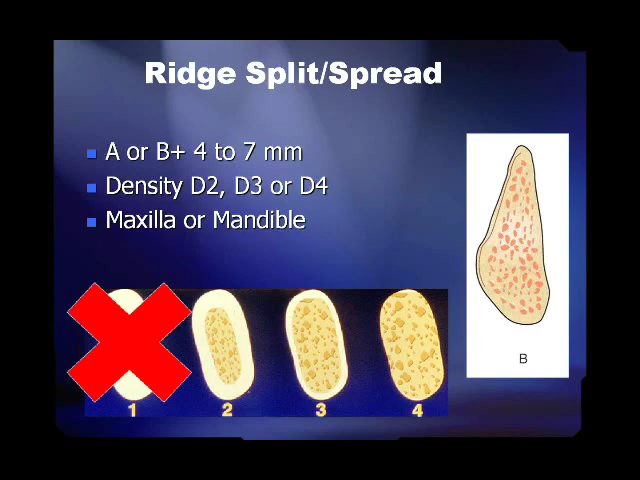 Ridge Split/Spread
A or B+ 4 to 7 mm
Density D2, D3 or D4
Maxilla or Mandible
B
1 2 3 4